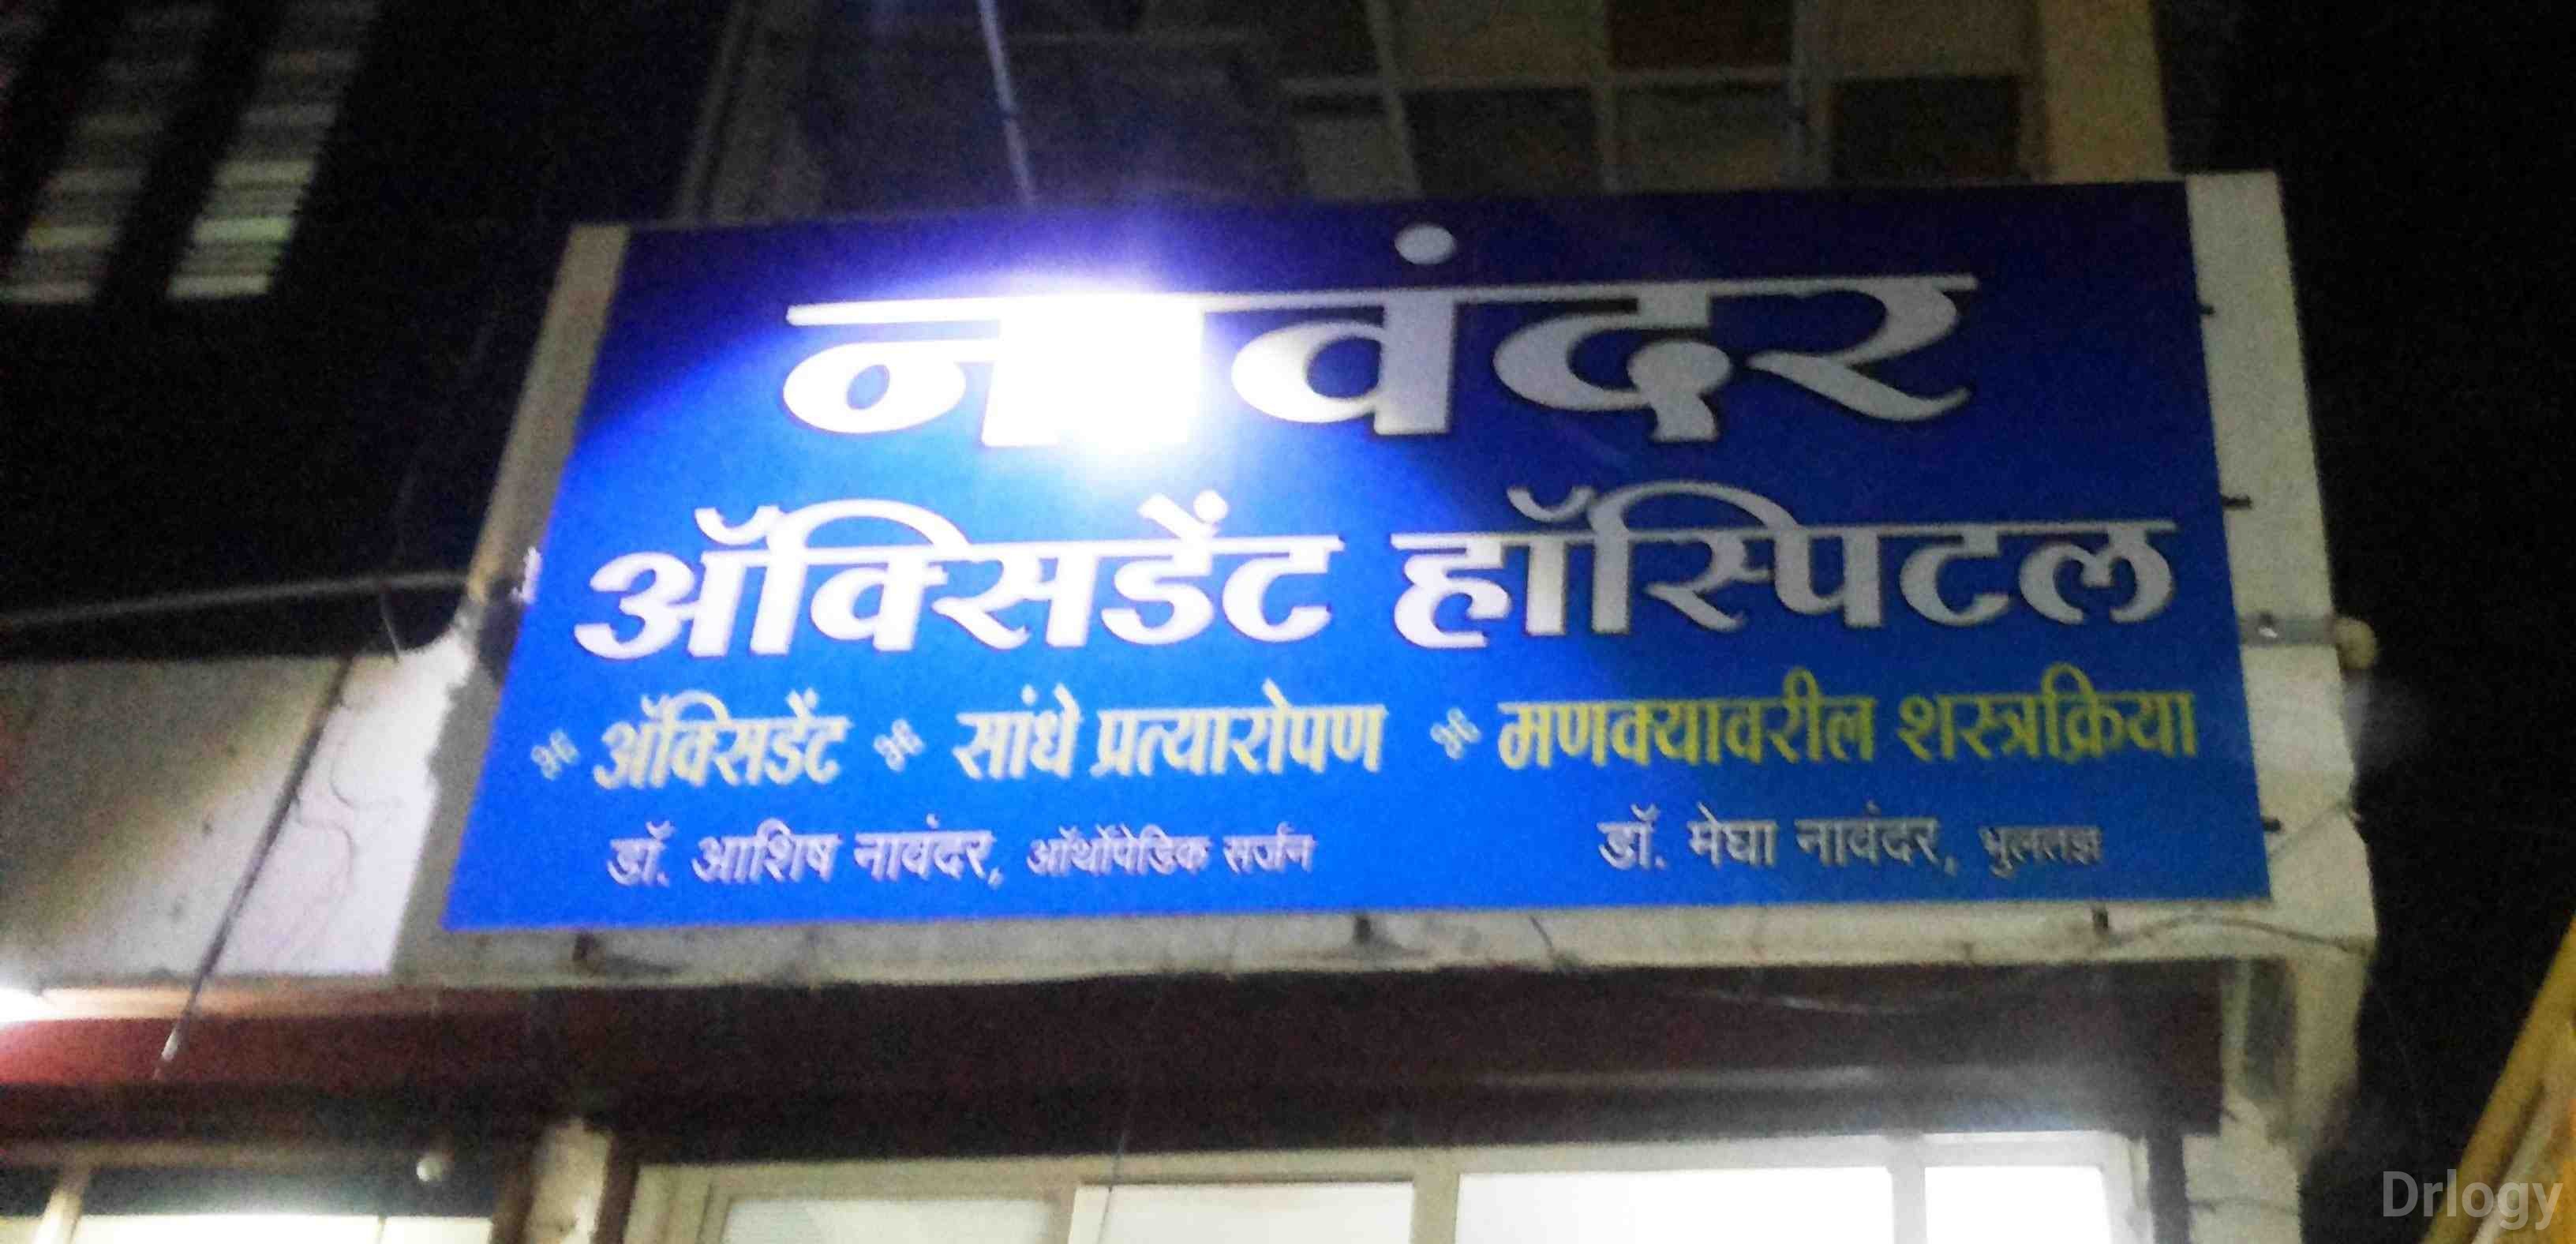 नावंदर
ॲक्सिडेंट हॉस्पिटल
ॲक्सिडेंट सांधे प्रत्यारोपण मणक्यावरील शस्त्रक्रिया
डॉ. आशिष नावंदर, ऑर्थोपेडिक सर्जन डॉ. मेघा नावंदर, भुलतज्ञ
Drlogy